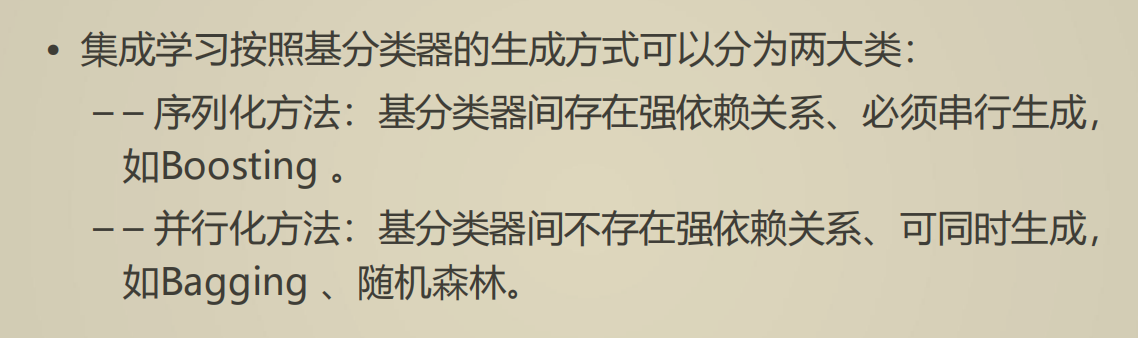 • 集成学习按照基分类器的生成方式可以分为两大类：
– – 序列化方法：基分类器间存在强依赖关系、必须串行生成，
如Boosting 。
– – 并行化方法：基分类器间不存在强依赖关系、可同时生成，
如Bagging 、随机森林。